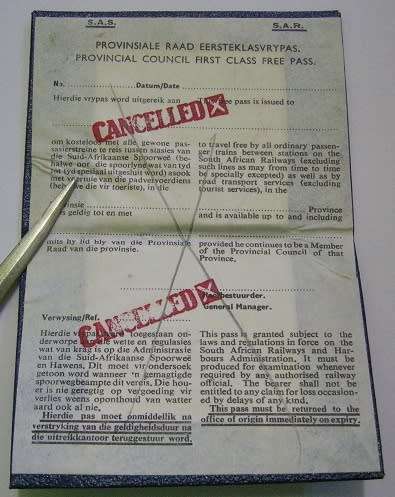 S.A.S. S.A.R.
PROVINSIALE RAAD EERSTEKLASVRYPAS.
PROVINCIAL COUNCIL FIRST CLASS FREE PASS.
No. Datum/Date
Hierdie vrypas word uitgereik aan
pass is issued to
CANCELLED
om kosteloos met alle gewone pas-
sasierstreine te reis tussen stasies van
die Suid-Afrikaanse Spoorweë (be-
halwe oor die spoorlyne wat van tyd
tot tyd spesiaal uitgesluit word) asook
met van die padvervoerdiens
die vir toeriste), in die
to travel free by all ordinary passen-
ger trains between stations on the
South African Railways (excluding
such lines as may from time to time
be specially excepted) as well as by
road transport services (excluding
tourist services), in the
Provinsie
is geldig tot en met
Province
and is available up to and including
mits hy lid bly van die Provinsiale
Raad van die provinsie.
provided he continues to be a Member
of the Provincial Council of that
Province.
CANCELLED
Hoofbestuurder.
General Manager.
Verwysing/Ref.
Hierdie toegestaan on-
derworpe wette en regulasies
wat van krag is op die Administrasie
van die Suid-Afrikaanse Spoorweë
en Hawens. Dit moet vir ondersoek
getoon word wanneer 'n gemagtigde
spoorwegbeampte dit vereis. Die hou-
er is nie geregtig op vergoeding vir
verlies weens oponthoud van watter
aard ook al nie.
Hierdie pas moet onmiddellik na
verstryking van die geldigheidsduur na
die uitreikkantoor teruggestuur word.
This pass is granted subject to the
laws and regulations in force on the
South African Railways and Har-
bours Administration. It must be
produced for examination whenever
required by any authorised railway
official. The bearer shall not be
entitled to any claim for loss occasion-
ed by delays of any kind.
This pass must be returned to the
office of origin immediately on expiry.